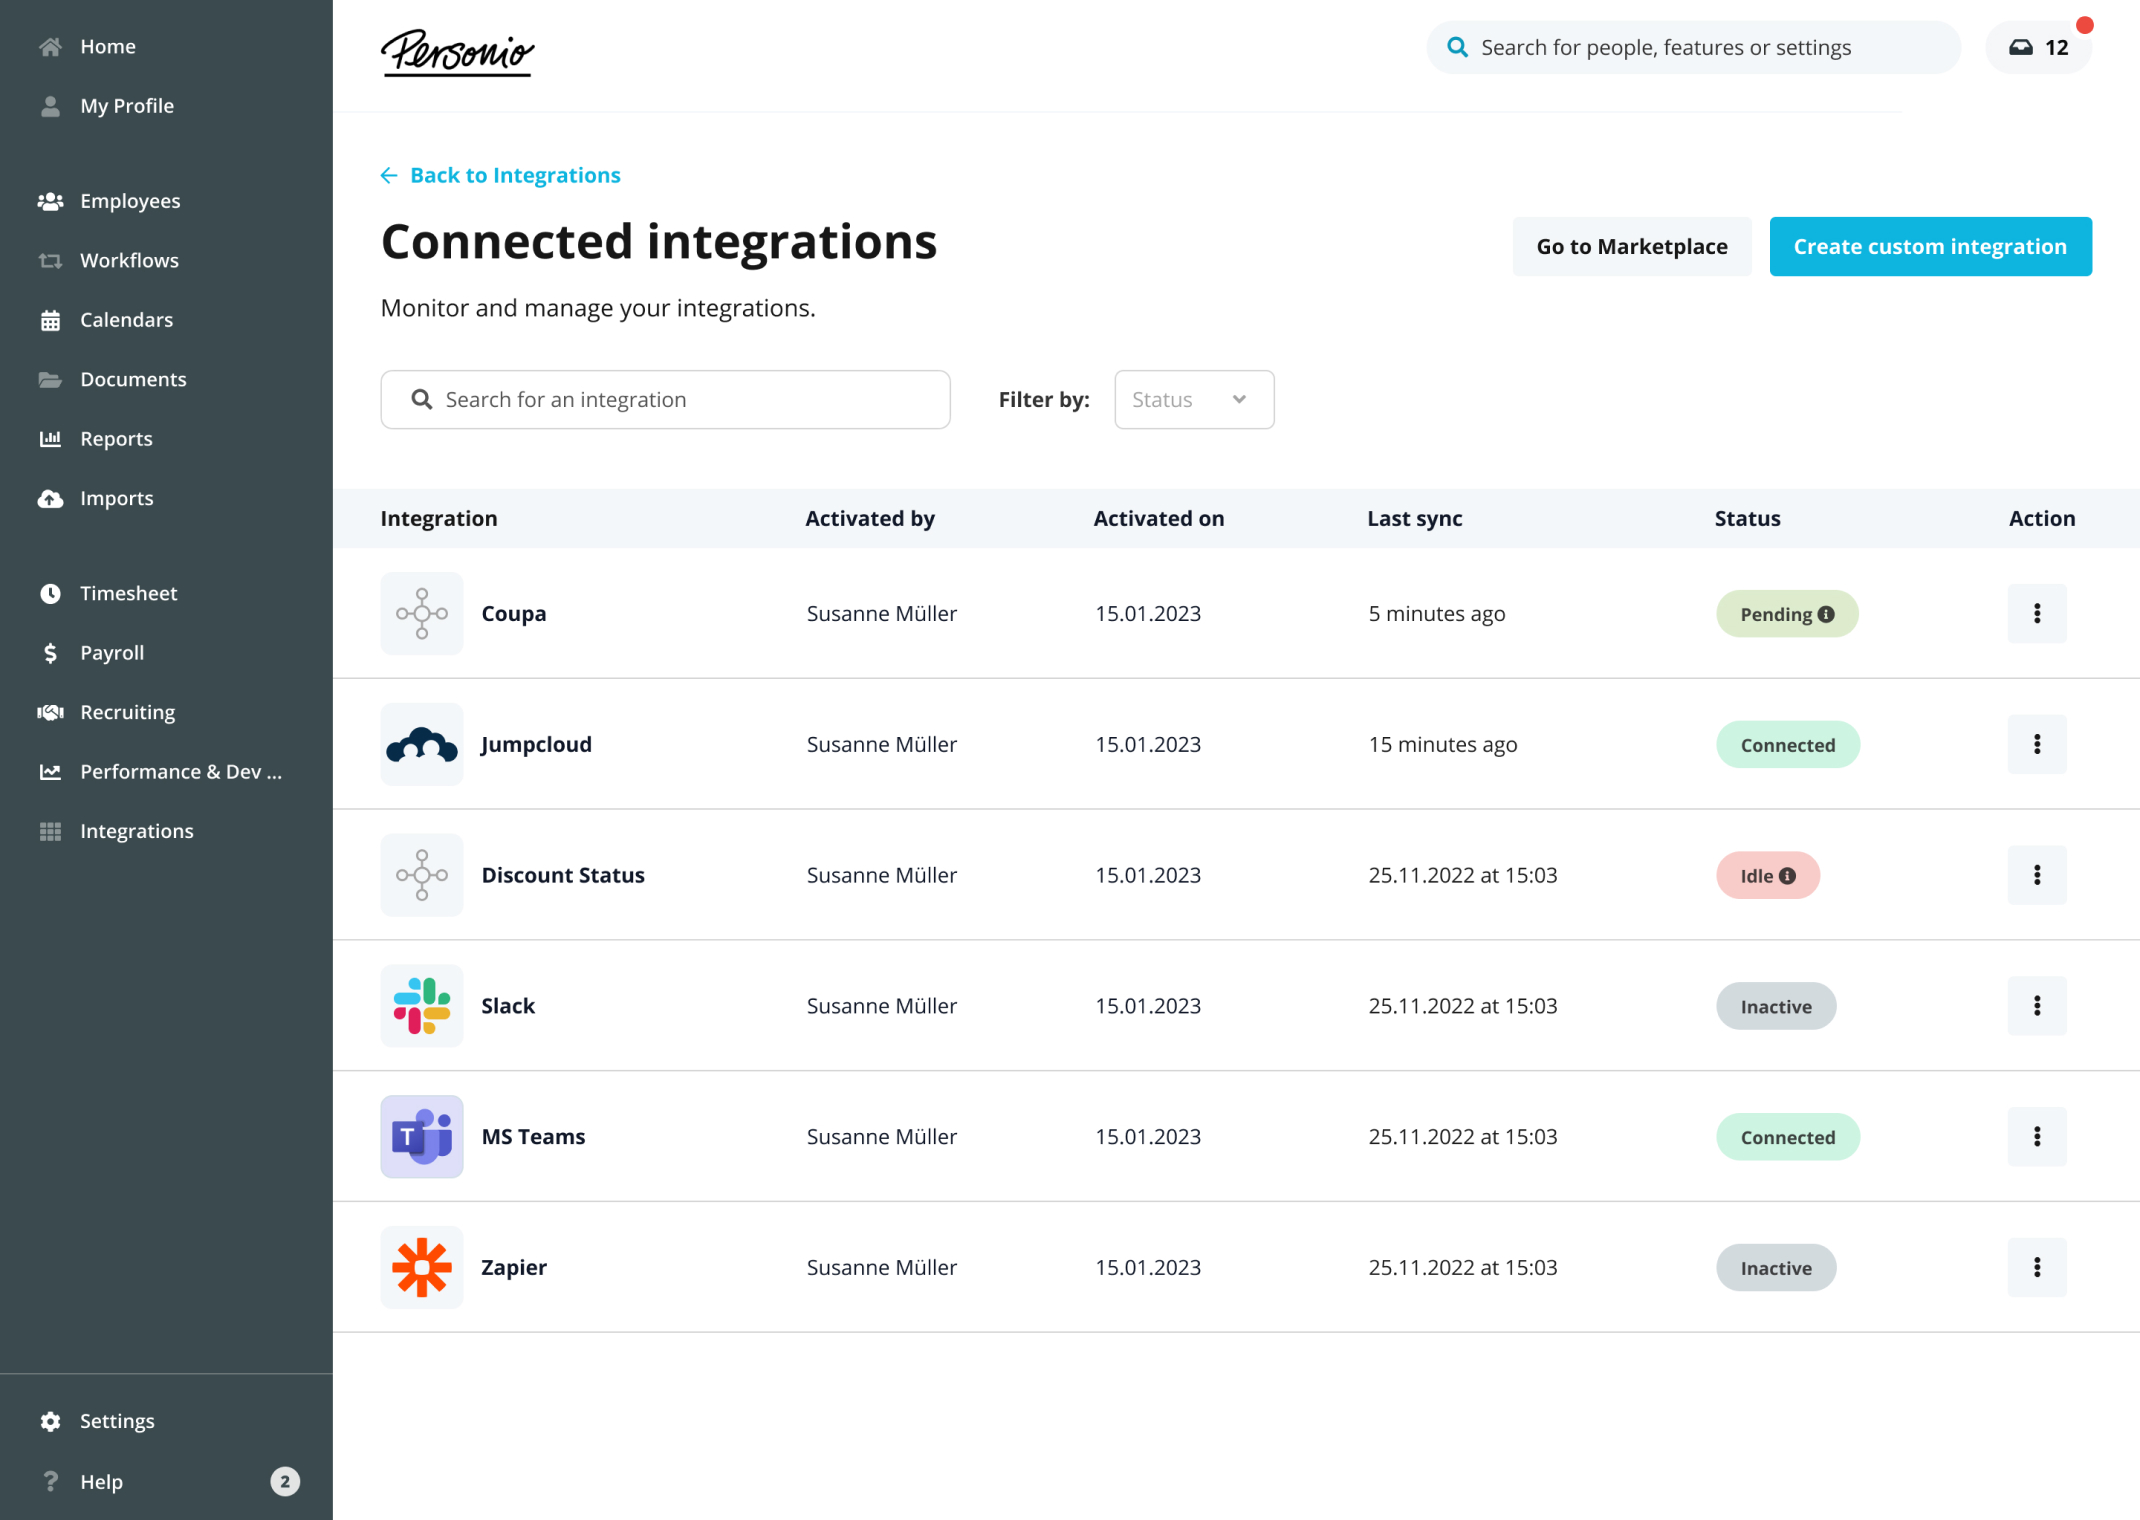 Home
My Profile
Employees
Workflows
Calendars
Documents
Reports
Imports
Timesheet
Payroll
Recruiting
Performance & Dev ...
Integrations
Settings
Help
2
Personio
Search for people, features or settings
12
Back to Integrations
Connected integrations
Monitor and manage your integrations.
Go to Marketplace
Create custom integration
Search for an integration
Filter by:
Status
Integration Activated by Activated on Last sync Status Action
Coupa Susanne Müller 15.01.2023 5 minutes ago Pending
Jumpcloud Susanne Müller 15.01.2023 15 minutes ago Connected
Discount Status Susanne Müller 15.01.2023 25.11.2022 at 15:03 Idle
Slack Susanne Müller 15.01.2023 25.11.2022 at 15:03 Inactive
T MS Teams Susanne Müller 15.01.2023 25.11.2022 at 15:03 Connected
Zapier Susanne Müller 15.01.2023 25.11.2022 at 15:03 Inactive